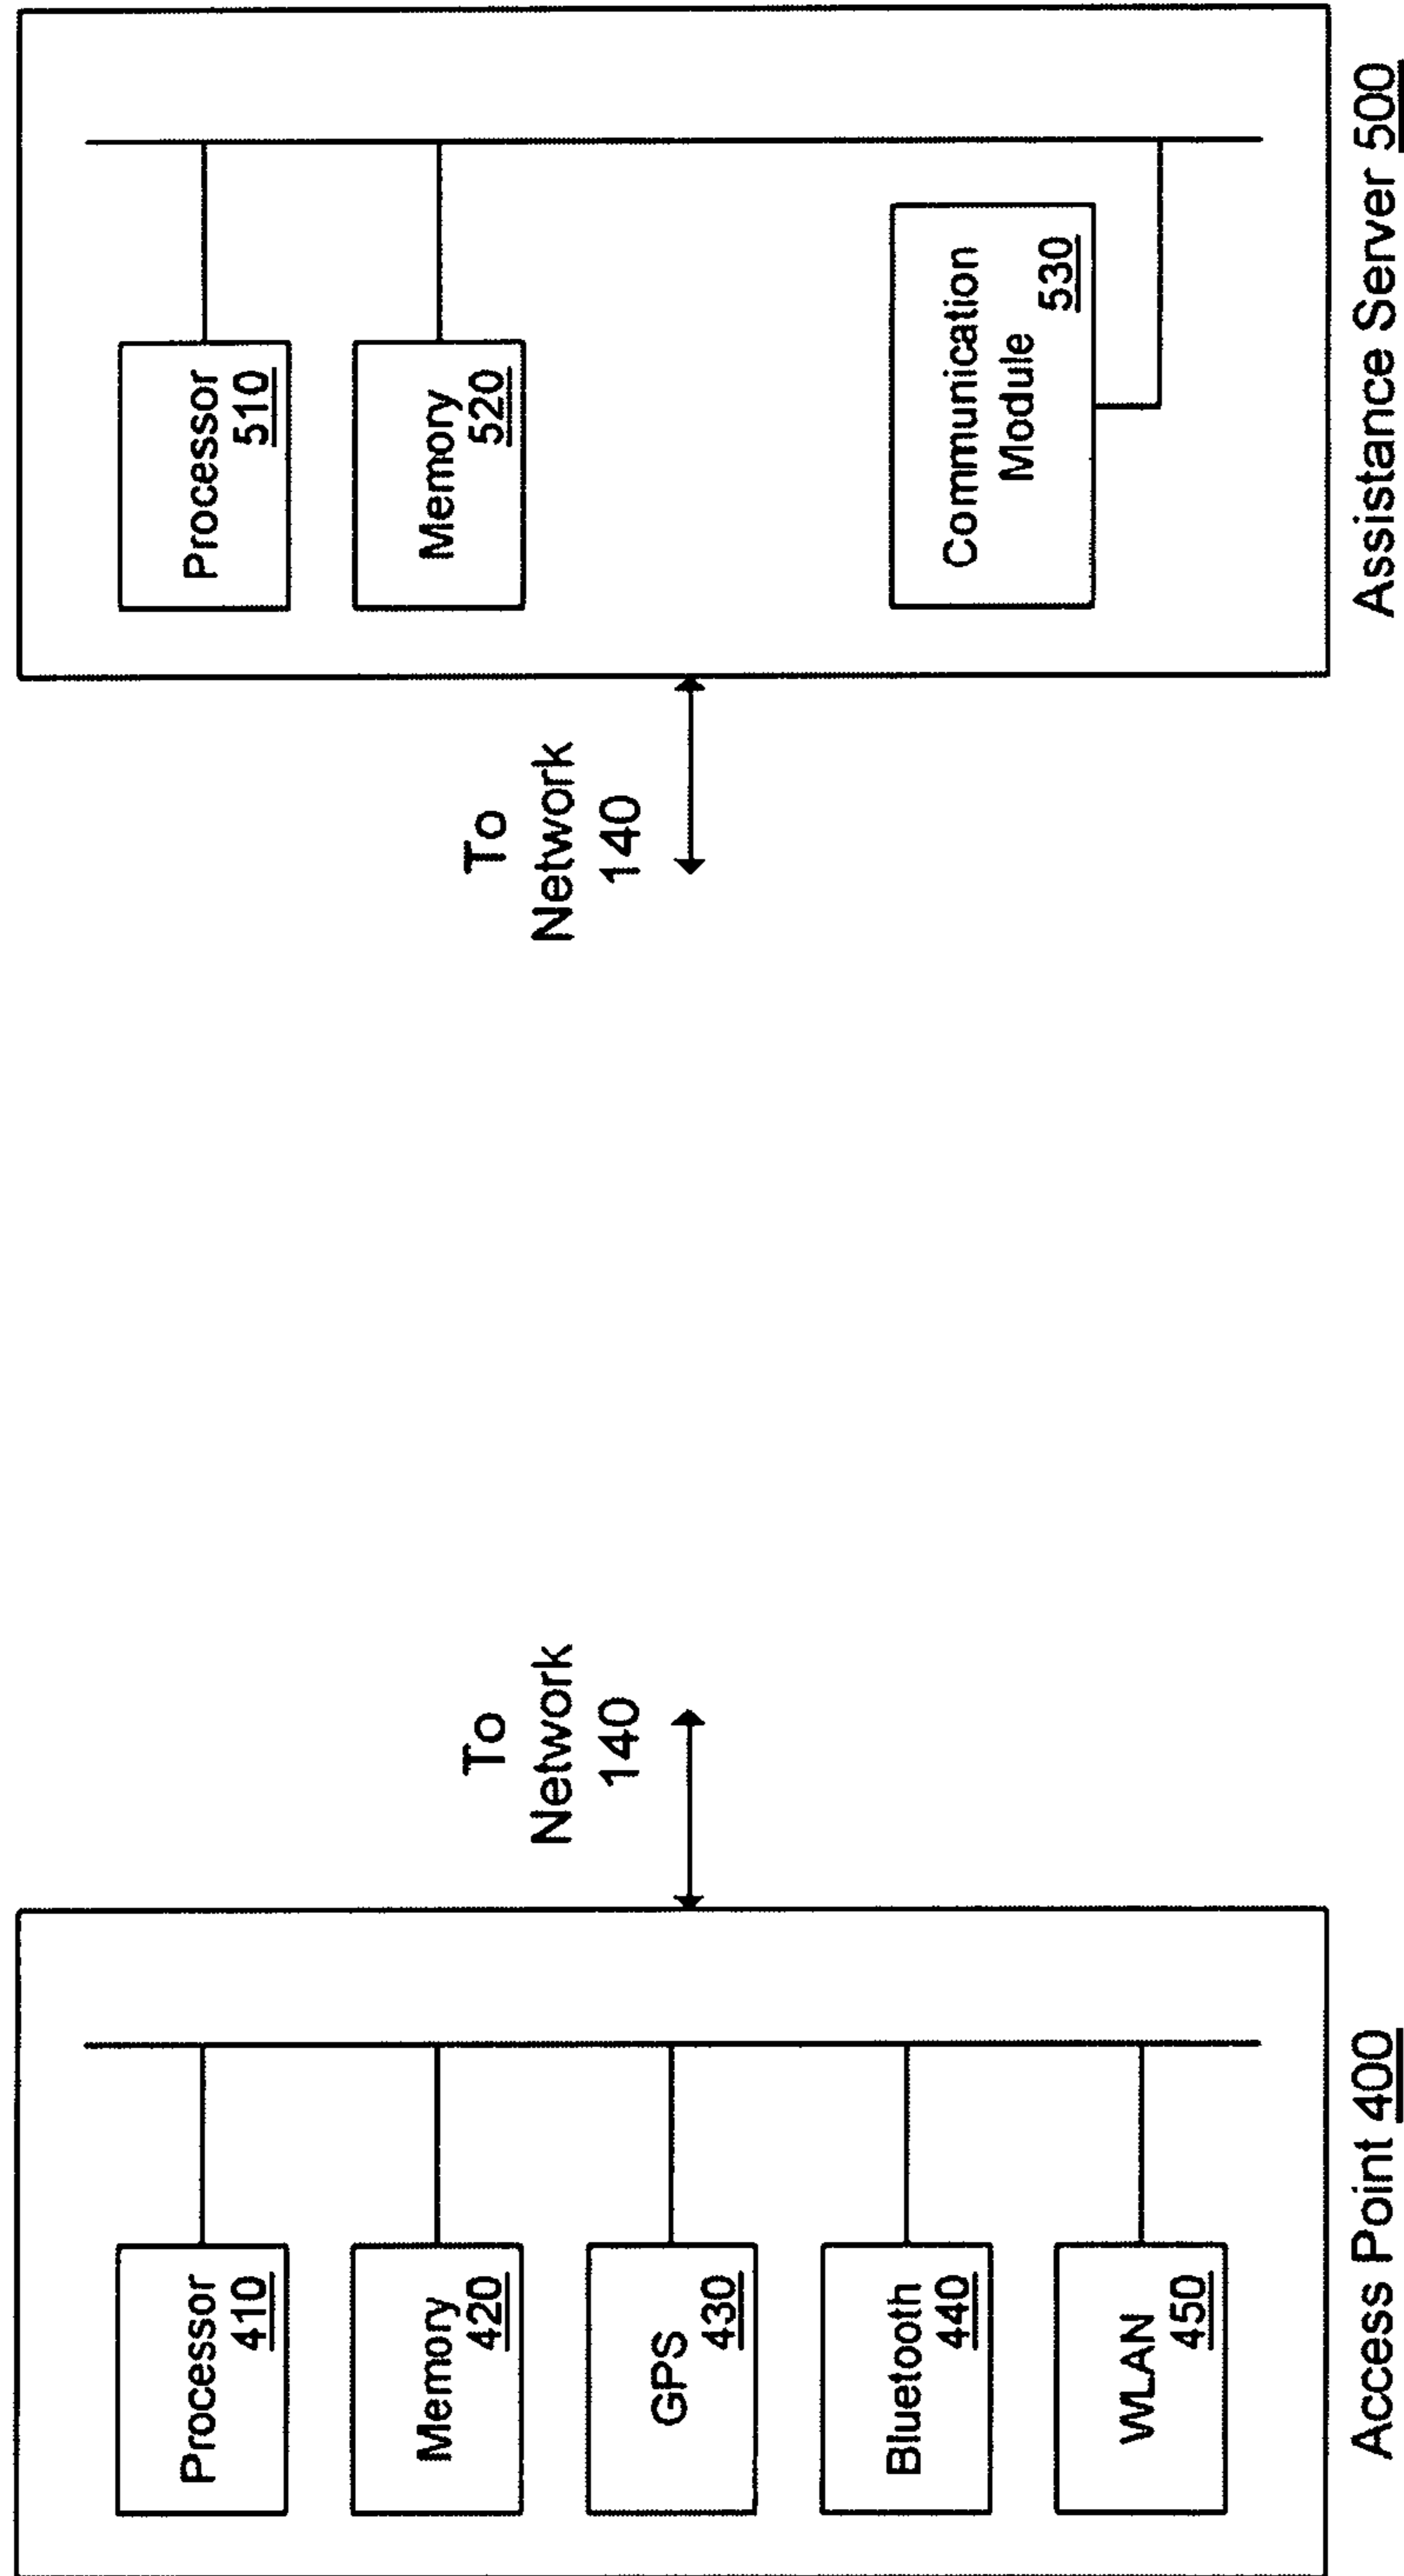 Processor
410
Memory
420
GPS
430
Bluetooth
440
WLAN
450
Access Point 400
To
Network
140
To
Network
140
Processor
510
Memory
520
Communication
Module
530
Assistance Server 500